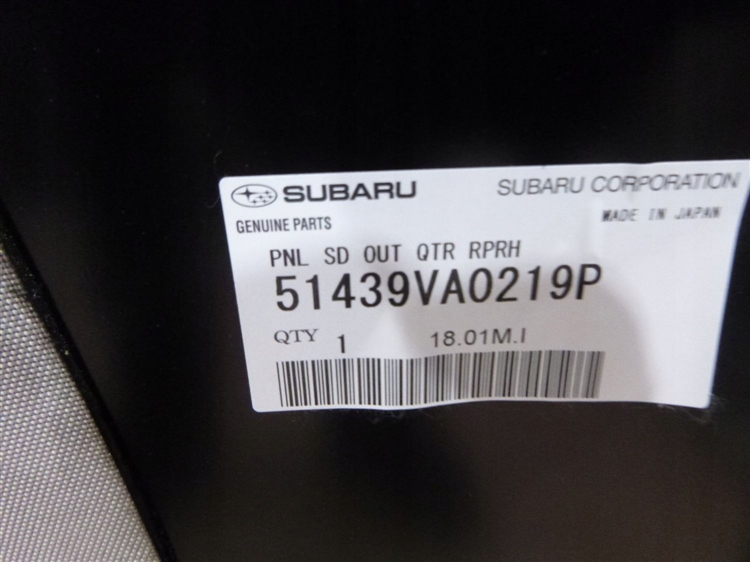 SUBARU SUBARU CORPORATION
GENUINE PARTS MADE IN JAPAN
PNL SD OUT QTR RPRH
51439VA0219P
QTY 1 18.01M.I